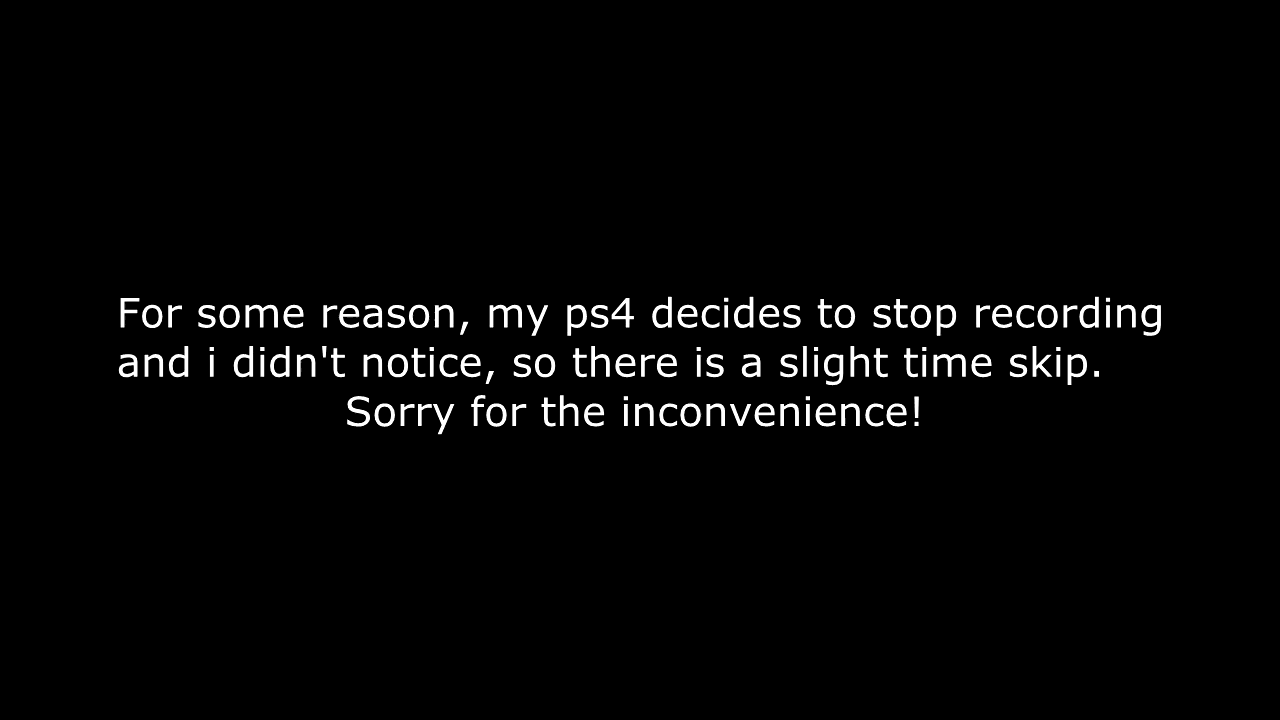 For some reason, my ps4 decides to stop recording
and i didn't notice, so there is a slight time skip.
Sorry for the inconvenience!